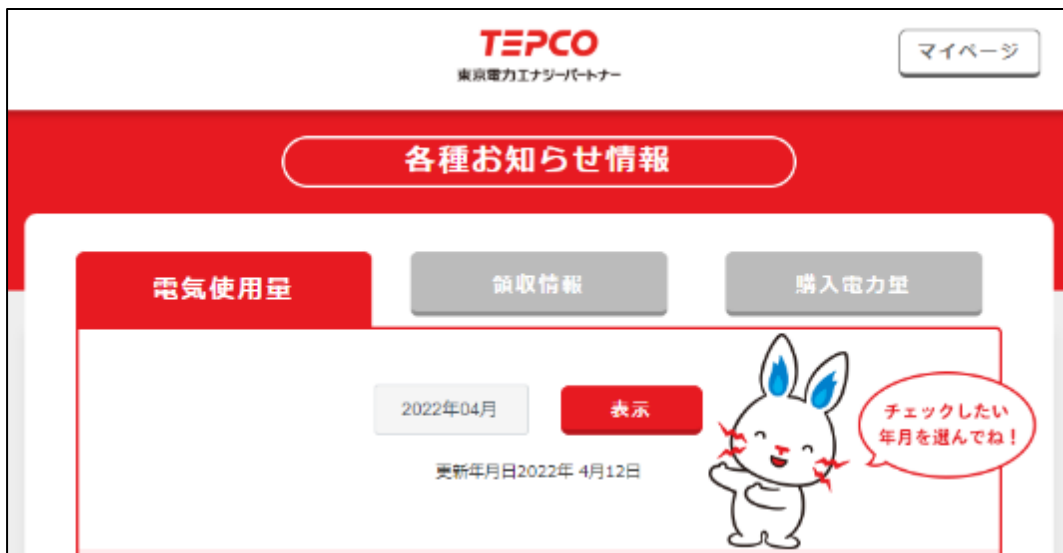 TEPCO
東京電力エナジーパートナー
マイページ
各種お知らせ情報
電気使用量
領収情報
購入電力量
2022年04月
表示
チェックしたい
年月を選んでね！
更新年月日2022年 4月12日